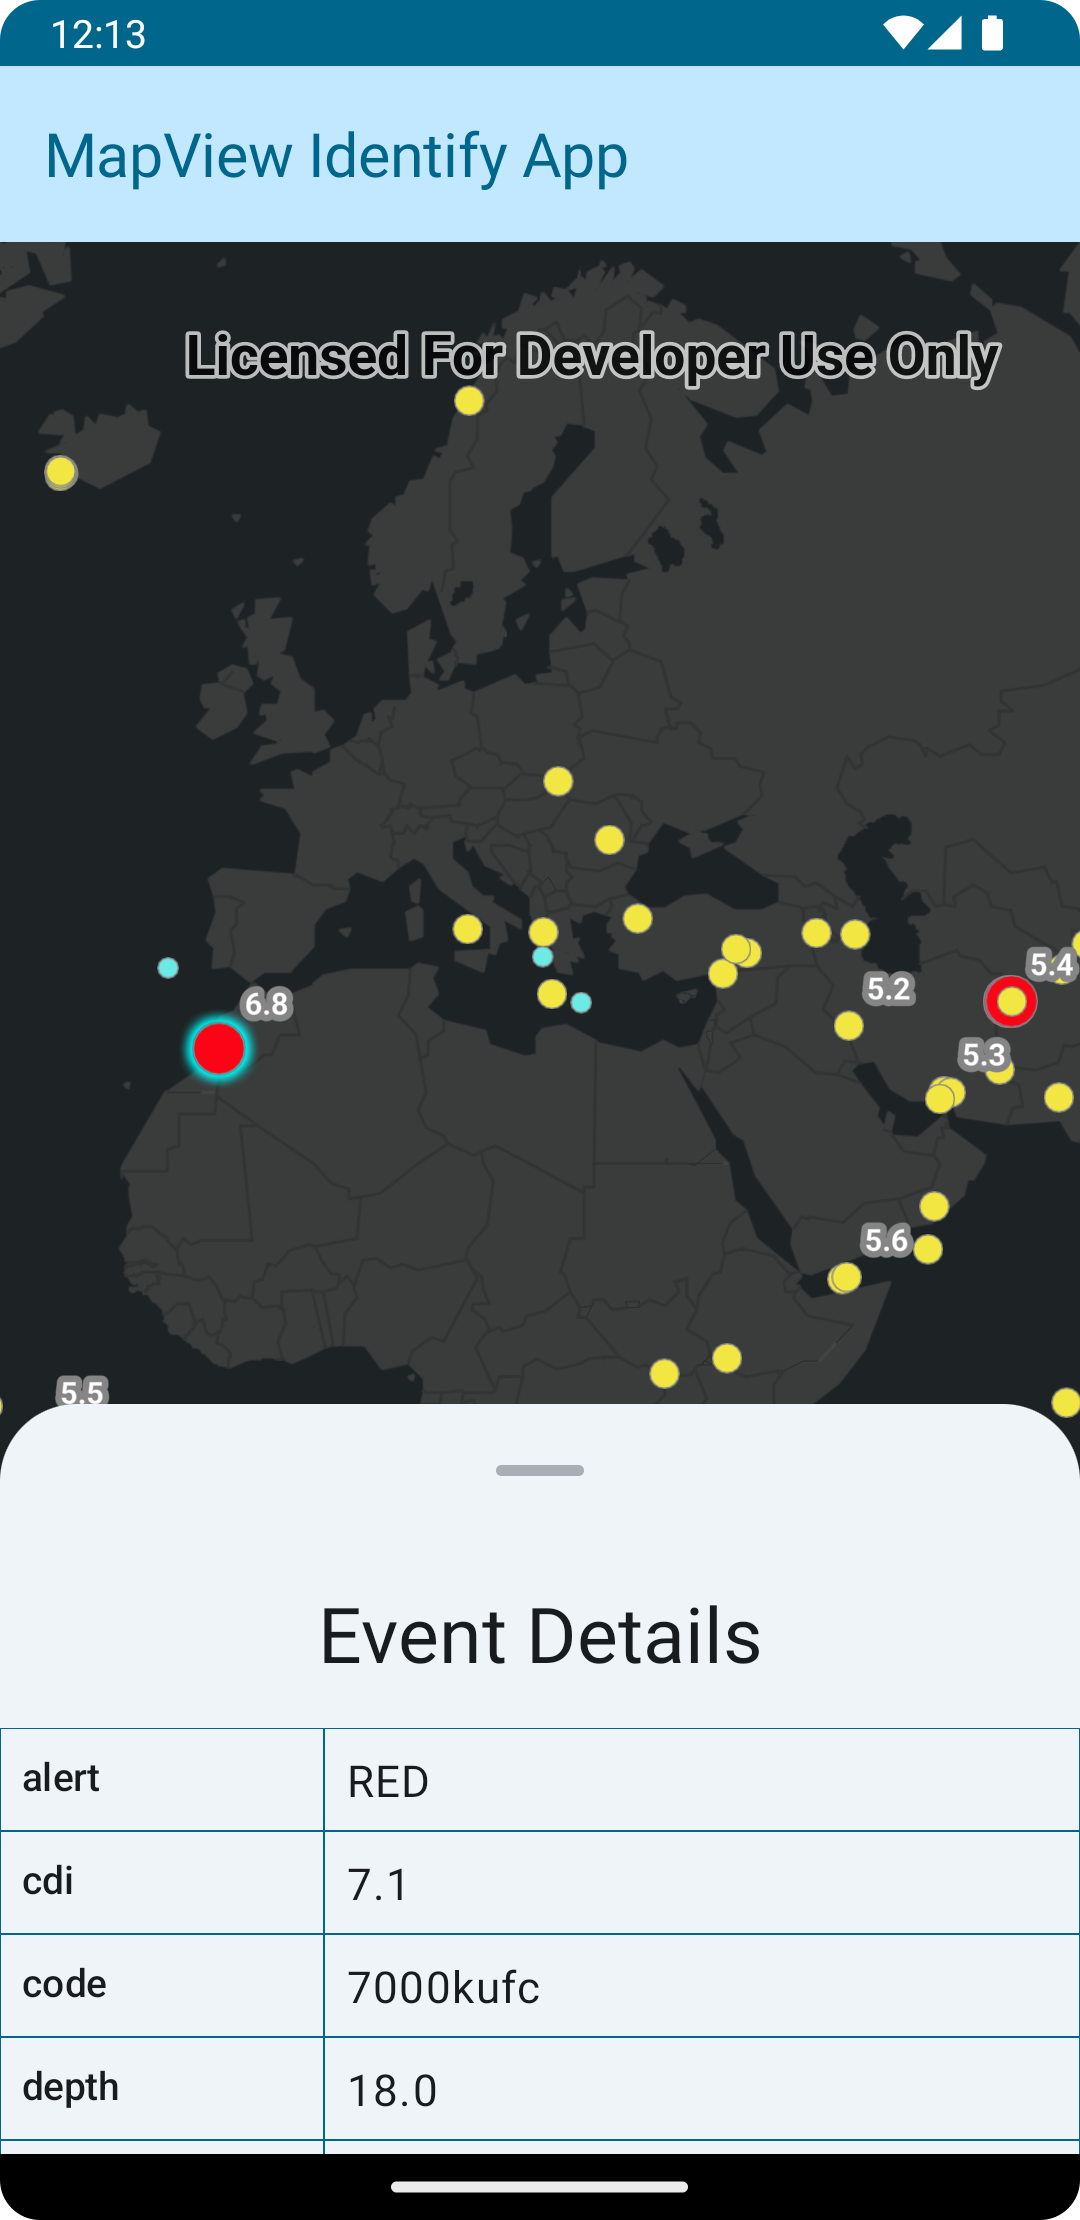 12:13
MapView Identify App
Licensed For Developer Use Only
5.4
5.2
6.8
5.3
5.6
5.5
Event Details
alert RED
cdi 7.1
code 7000kufc
depth 18.0